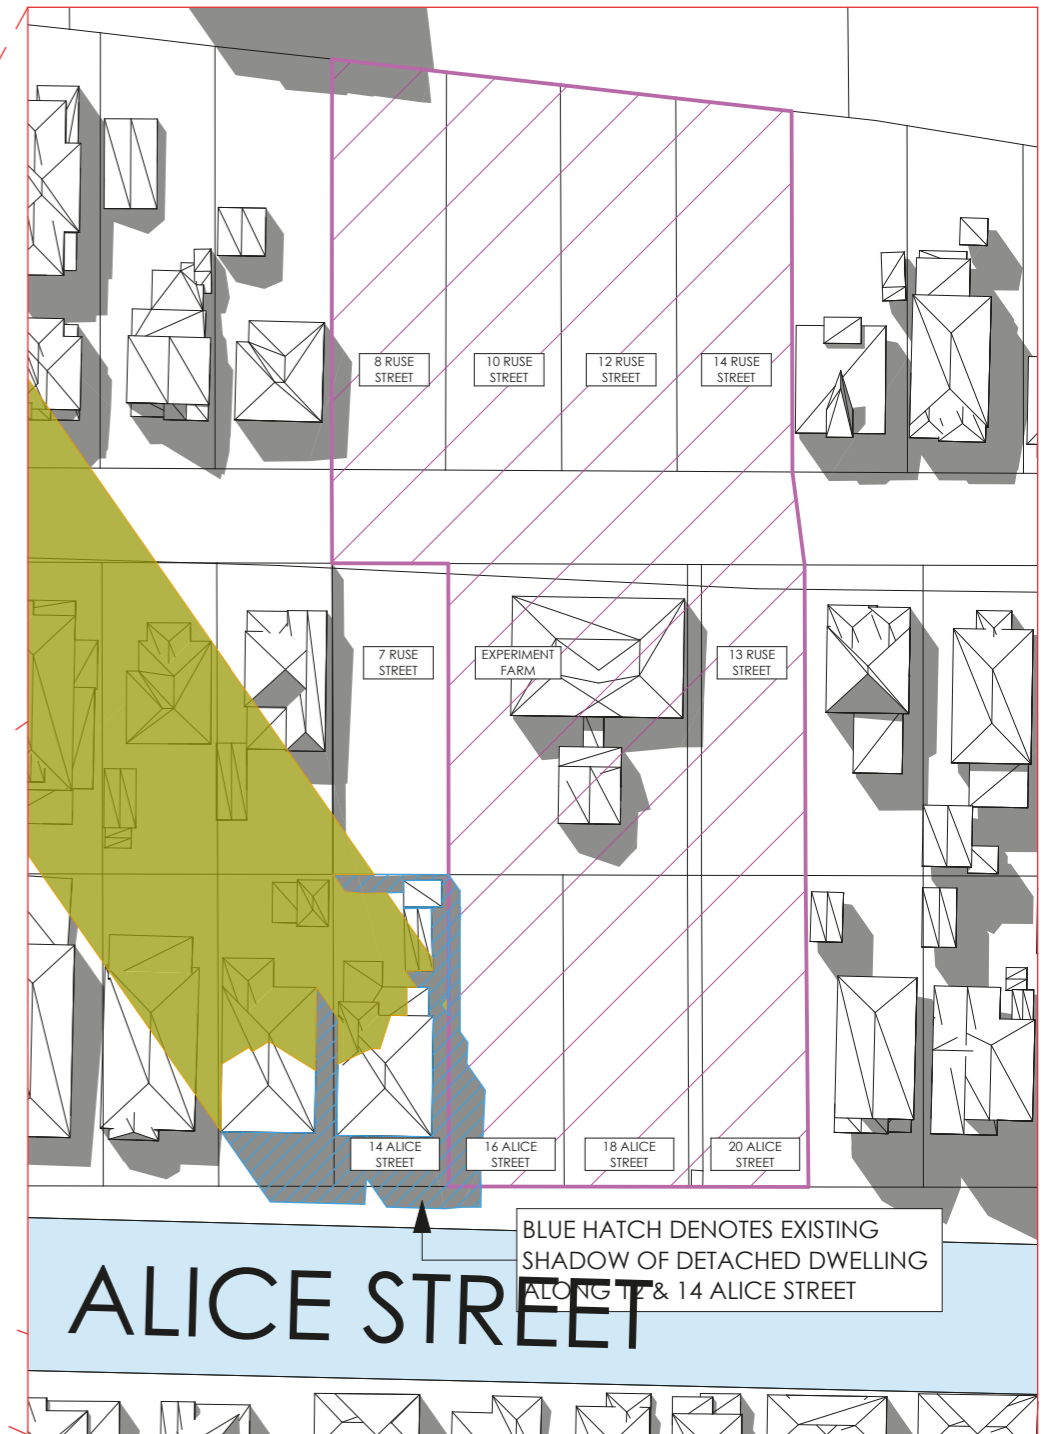 8 RUSE
STREET
10 RUSE
STREET
12 RUSE
STREET
14 RUSE
STREET
7 RUSE
STREET
EXPERIMENT
FARM
13 RUSE
STREET
14 ALICE
STREET
16 ALICE
STREET
18 ALICE
STREET
20 ALICE
STREET
BLUE HATCH DENOTES EXISTING
SHADOW OF DETACHED DWELLING
ALONG 12 & 14 ALICE STREET
ALICE STREET